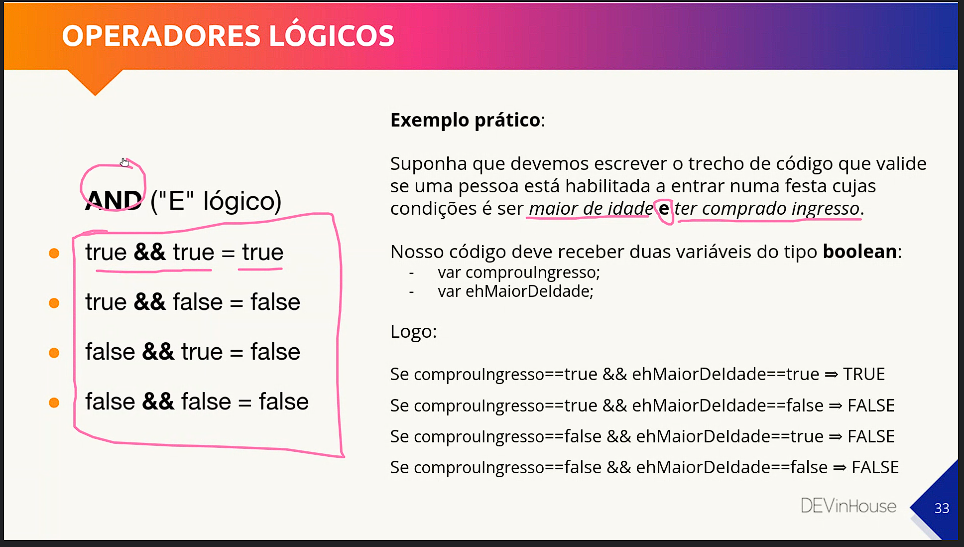 OPERADORES LÓGICOS
AND ("E" lógico)
true && true = true
true && false = false
false && true = false
false && false = false
Exemplo prático:
Suponha que devemos escrever o trecho de código que valide
se uma pessoa está habilitada a entrar numa festa cujas
condições é ser maior de idade e ter comprado ingresso.
Nosso código deve receber duas variáveis do tipo boolean:
- var comprouIngresso;
- var ehMaiorDeIdade;
Logo:
Se comprouIngresso==true && ehMaiorDeIdade==true ⇒ TRUE
Se comprouIngresso==true && ehMaiorDeIdade==false ⇒ FALSE
Se comprouIngresso==false && ehMaiorDeIdade==true ⇒ FALSE
Se comprouIngresso==false && ehMaiorDeIdade==false ⇒ FALSE
DEVinHouse
33